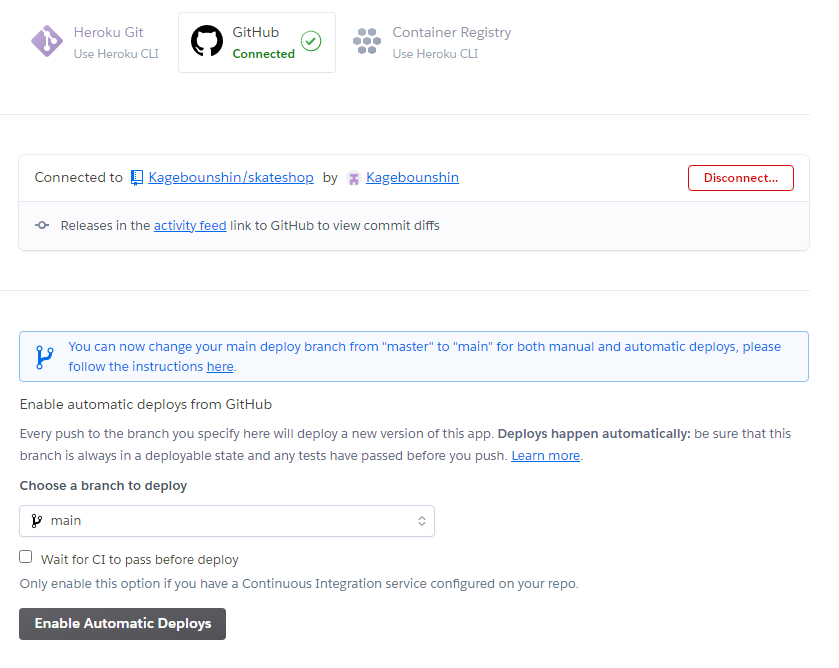 Heroku Git
Use Heroku CLI
GitHub
Connected
Container Registry
Use Heroku CLI
Connected to Kagebounshin/skateshop by Kagebounshin
Disconnect...
Releases in the activity feed link to GitHub to view commit diffs
You can now change your main deploy branch from "master" to "main" for both manual and automatic deploys, please
follow the instructions here.
Enable automatic deploys from GitHub
Every push to the branch you specify here will deploy a new version of this app. Deploys happen automatically: be sure that this
branch is always in a deployable state and any tests have passed before you push. Learn more.
Choose a branch to deploy
main
Wait for CI to pass before deploy
Only enable this option if you have a Continuous Integration service configured on your repo.
Enable Automatic Deploys